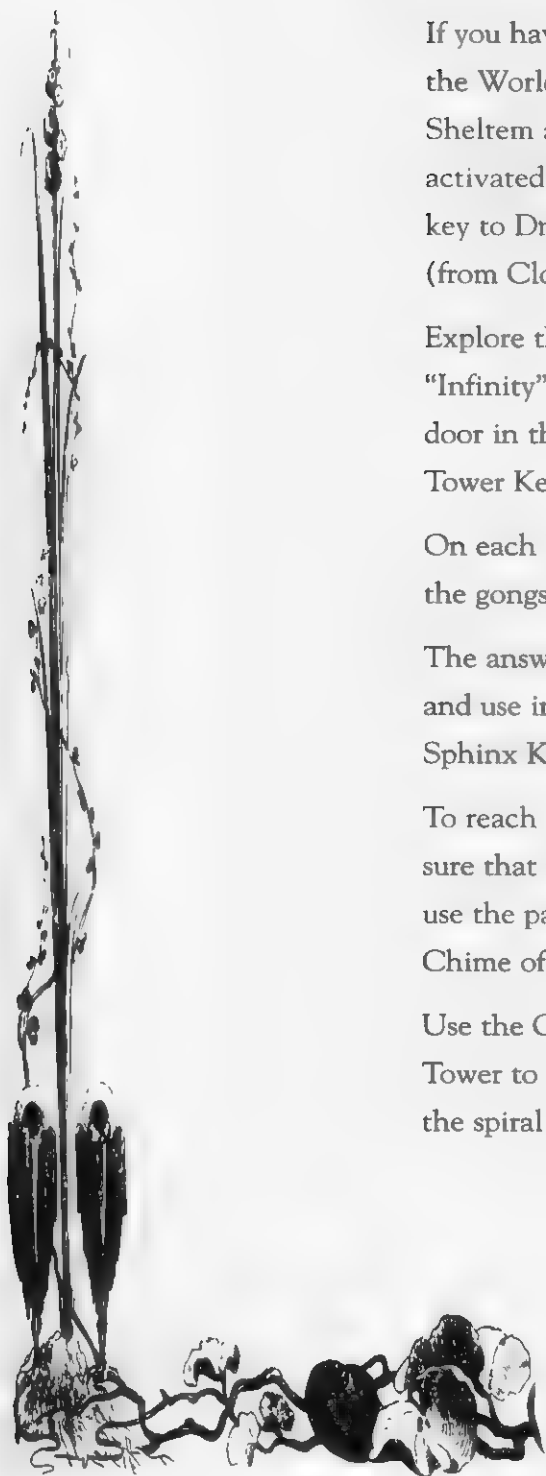 If you hav
the World
Sheltem a
activated
key to Dr
(from Clo
Explore th
“Infinity”
door in th
Tower Ke
On each
the gongs
The answ
and use in
Sphinx K
To reach
sure that
use the pa
Chime of
Use the C
Tower to
the spiral